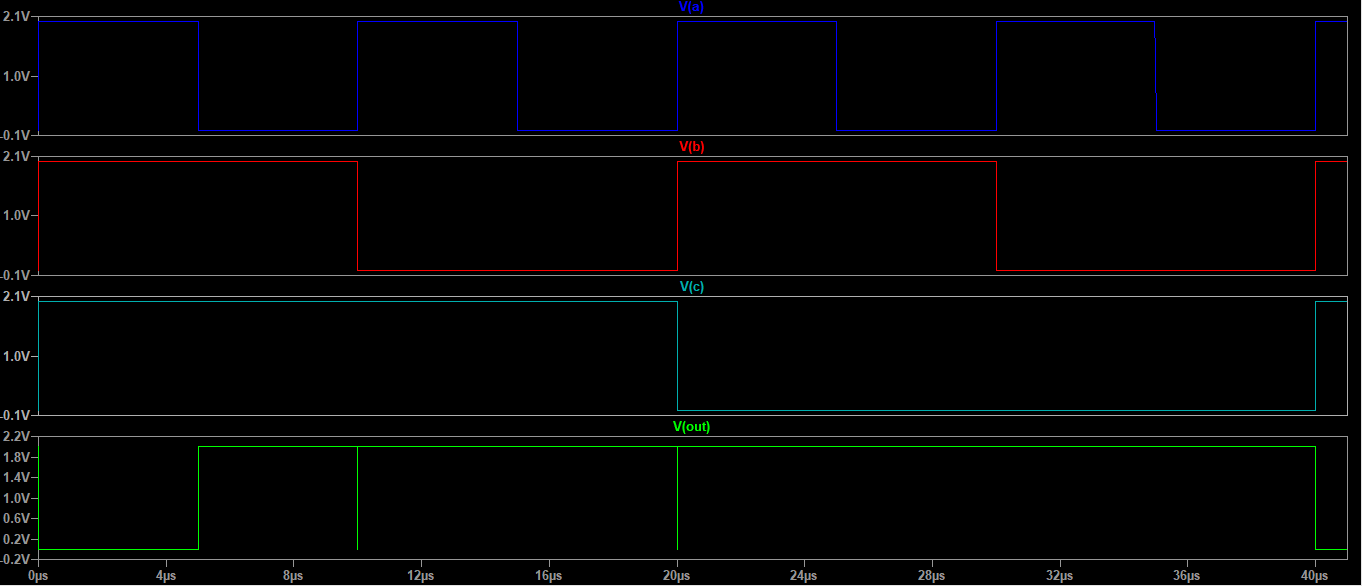 V(a)
2.1V
1.0V
-0.1V
V(b)
2.1V
1.0V
-0.1V
V(c)
2.1V
1.0V
-0.1V
V(out)
2.2V
1.8V
1.4V
1.0V
0.6V
0.2V
-0.2V
0µs 4µs 8µs 12µs 16µs 20µs 24µs 28µs 32µs 36µs 40µs